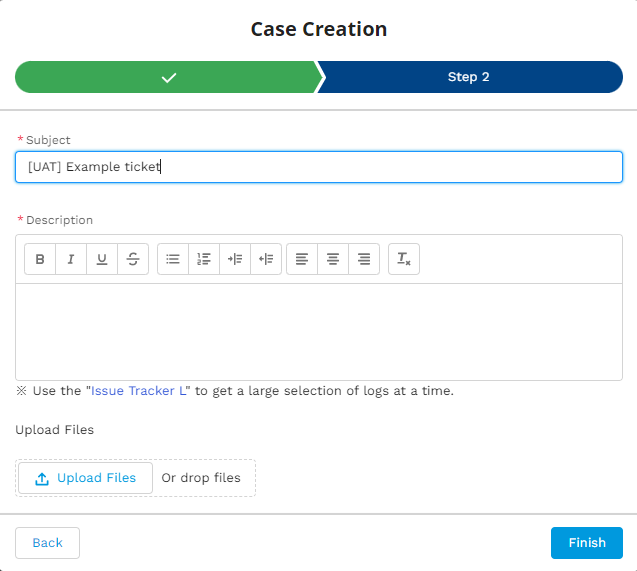 Case Creation
Step 2
* Subject
[UAT] Example ticket
* Description
B I U S
※ Use the "Issue Tracker L" to get a large selection of logs at a time.
Upload Files
Upload Files Or drop files
Back Finish